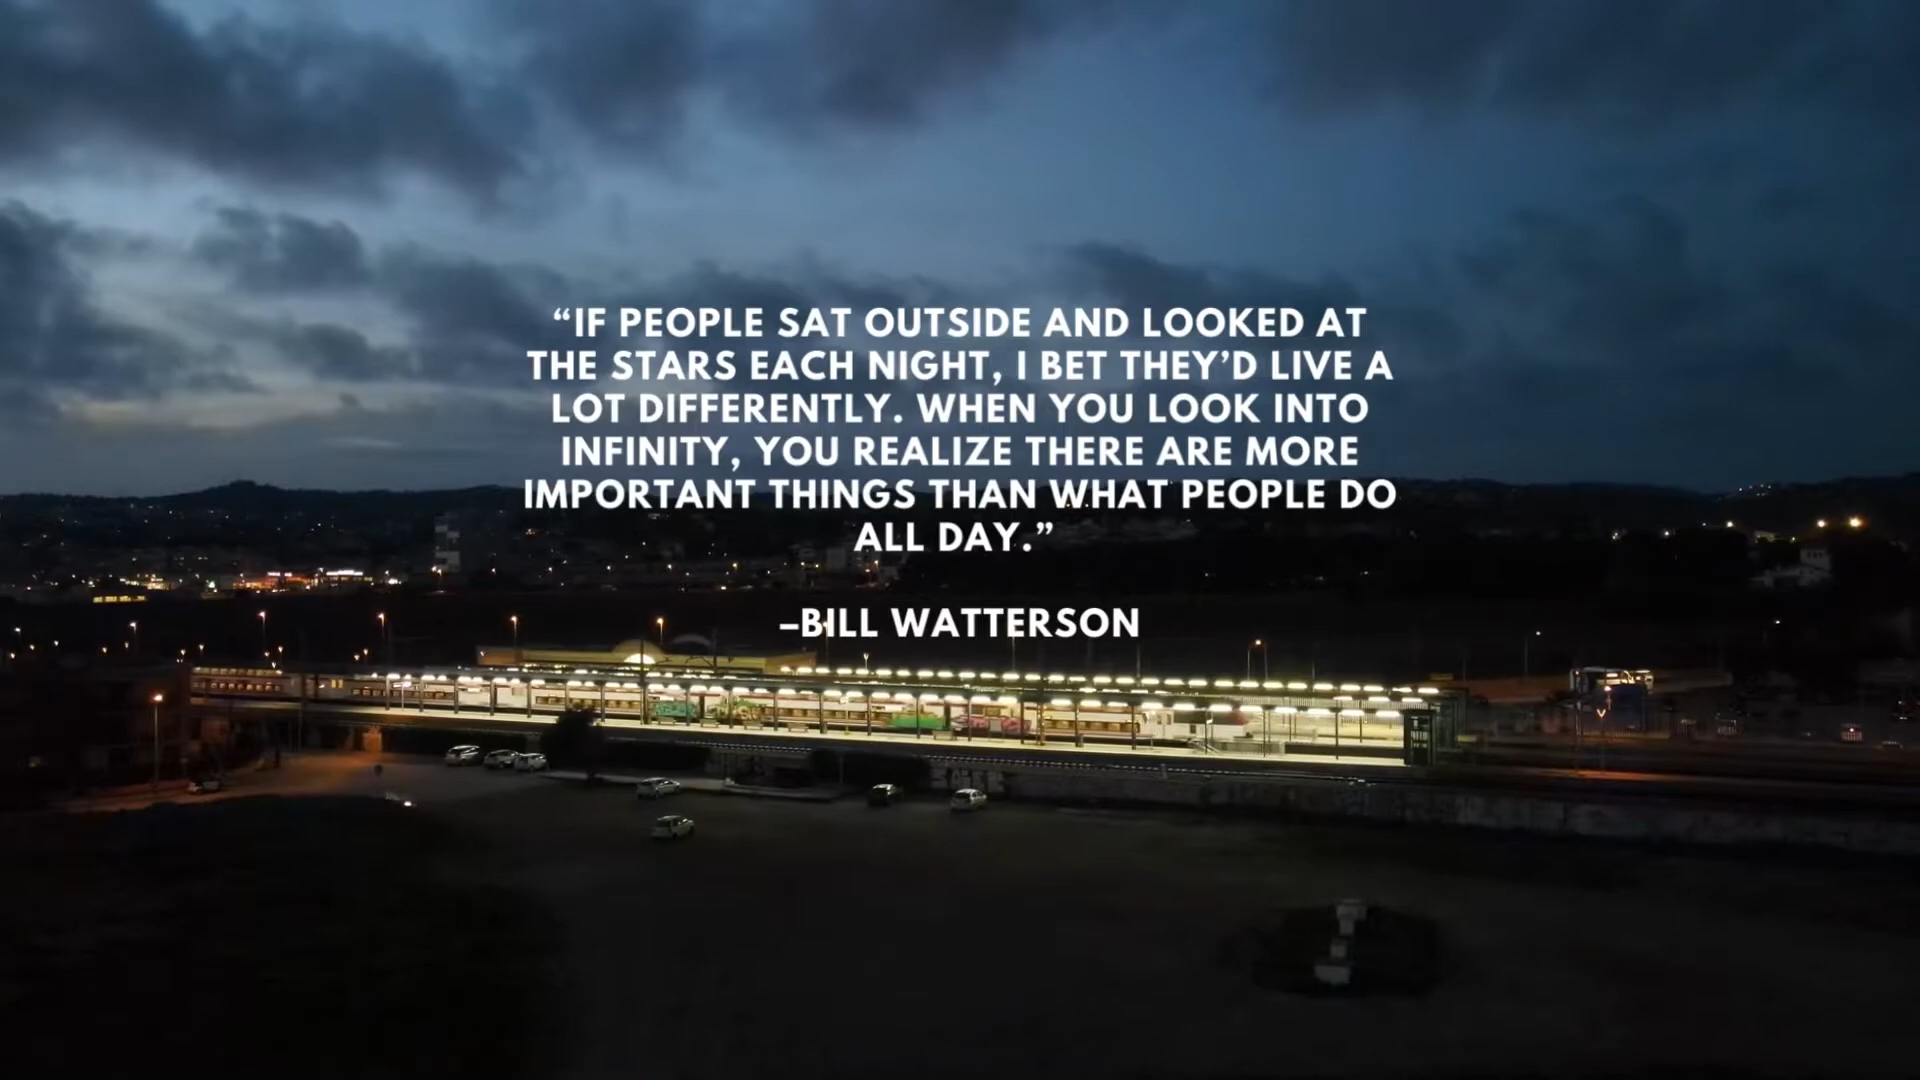 “IF PEOPLE SAT OUTSIDE AND LOOKED AT
THE STARS EACH NIGHT, I BET THEY’D LIVE A
LOT DIFFERENTLY. WHEN YOU LOOK INTO
INFINITY, YOU REALIZE THERE ARE MORE
IMPORTANT THINGS THAN WHAT PEOPLE DO
ALL DAY.”
–BILL WATTERSON